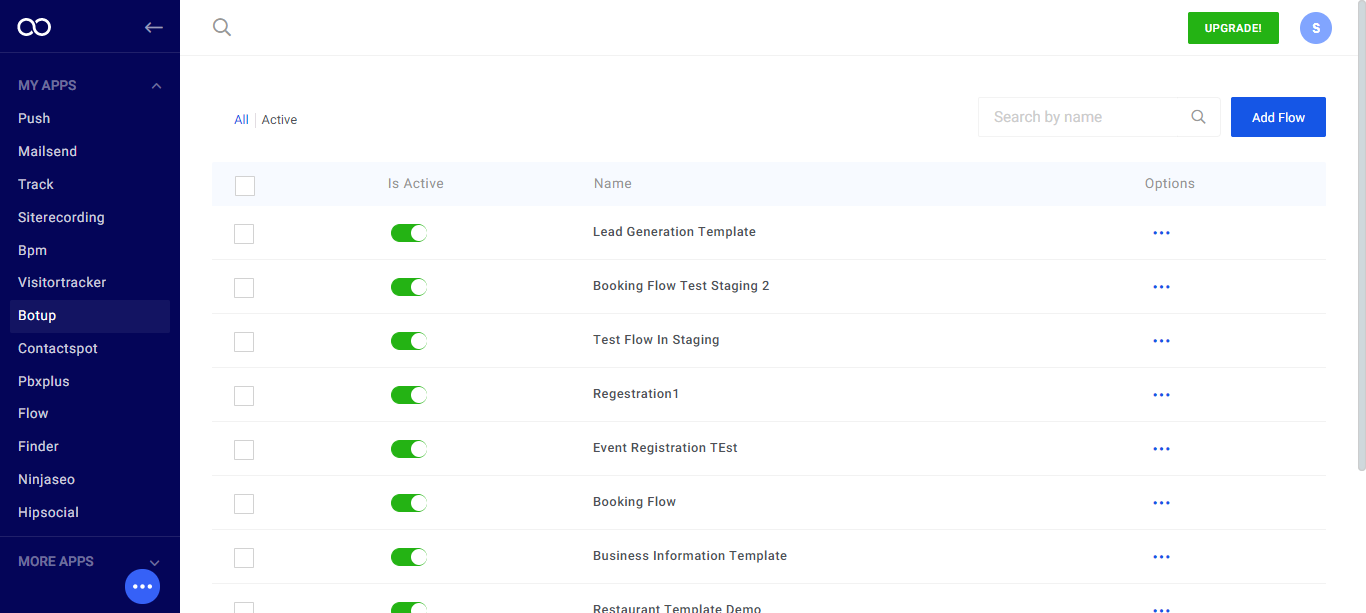 UPGRADE!
S
MY APPS
Push
Mailsend
Track
Siterecording
Bpm
Visitortracker
Botup
Contactspot
Pbxplus
Flow
Finder
Ninjaseo
Hipsocial
MORE APPS
All | Active
Search by name
Add Flow
Is Active Name Options
Lead Generation Template
Booking Flow Test Staging 2
Test Flow In Staging
Regestration1
Event Registration TEst
Booking Flow
Business Information Template
Restaurant Template Demo